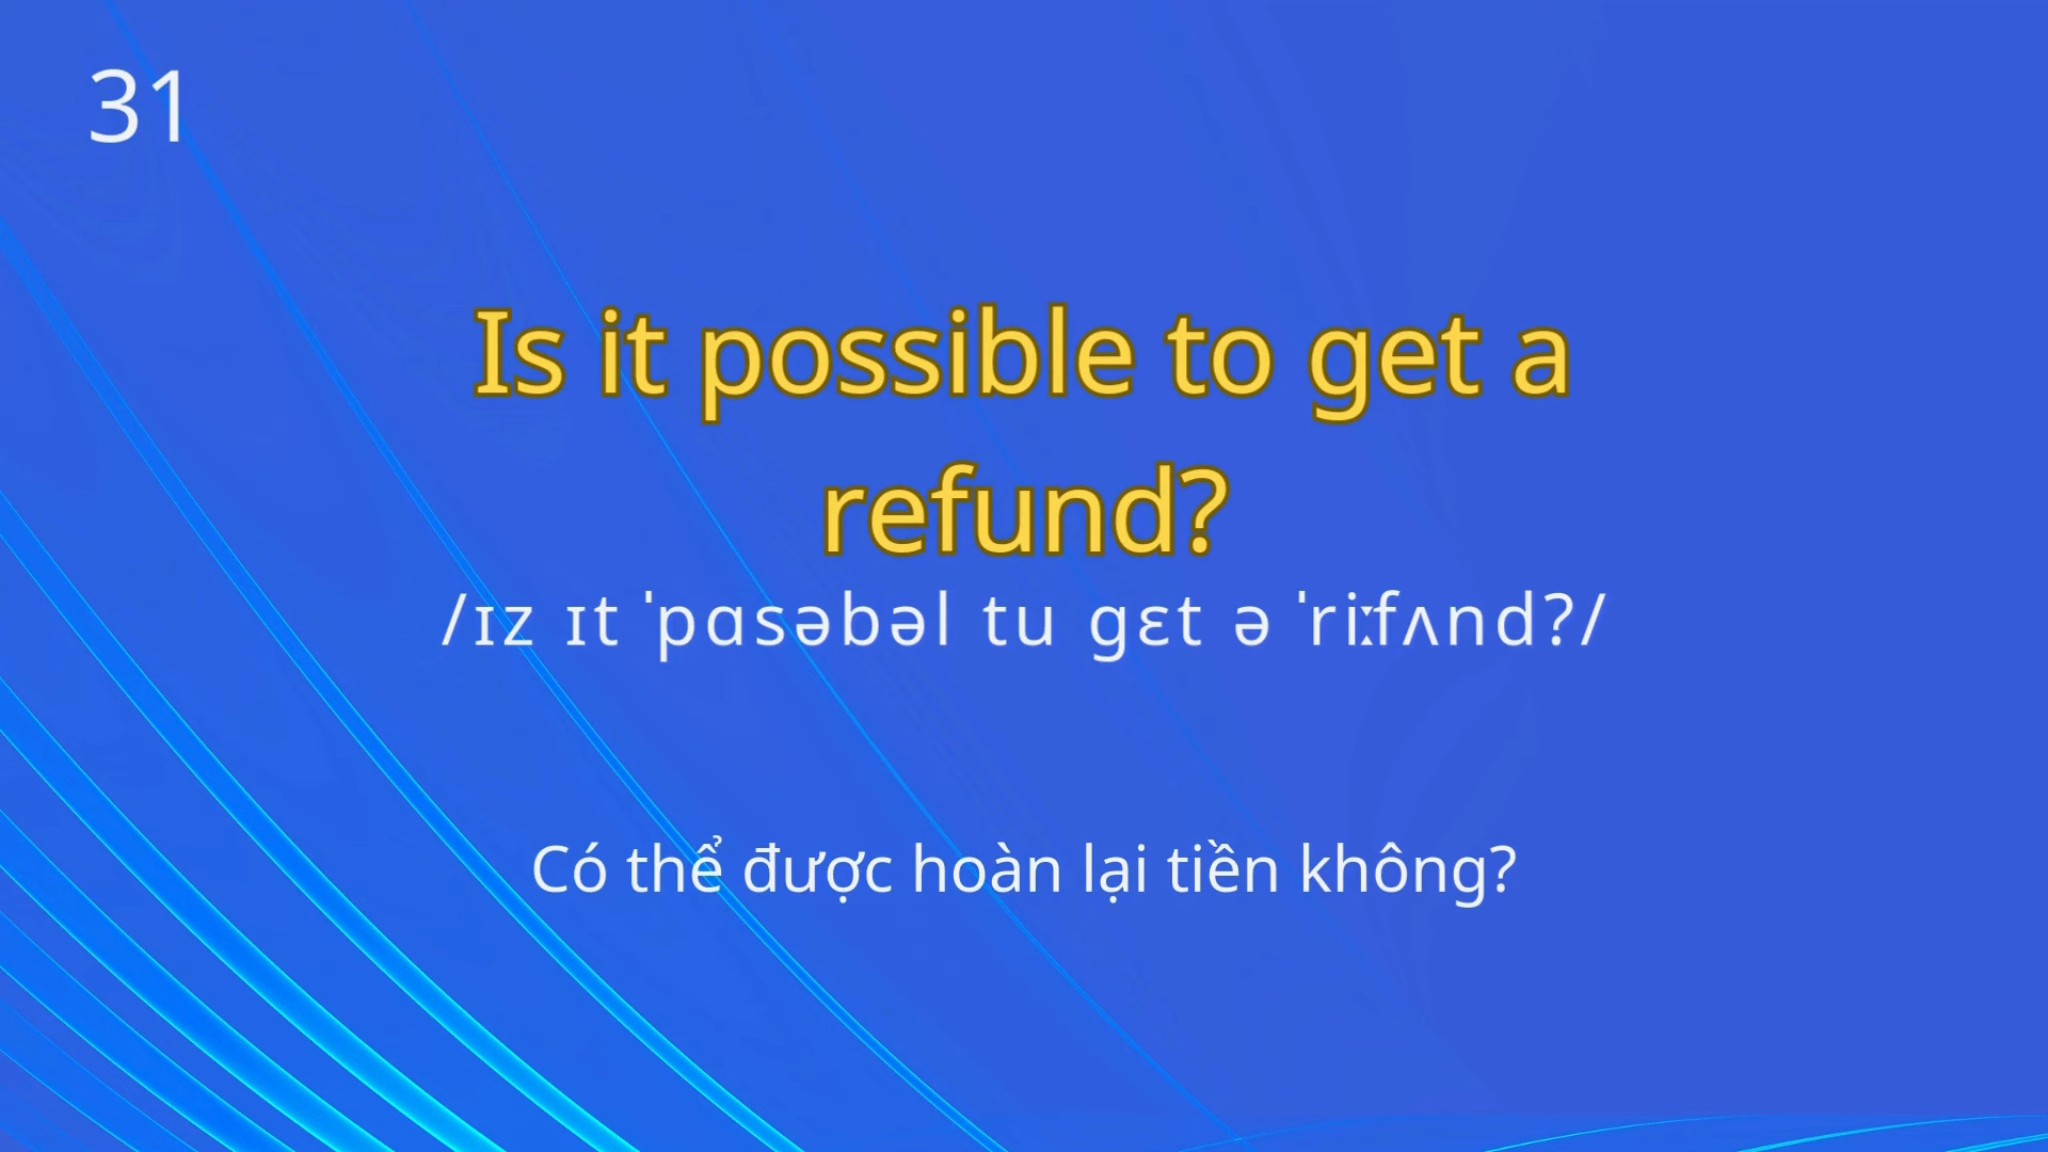 31
Is it possible to get a
refund?
/ɪz ɪt ˈpɑsəbəl tu ɡɛt ə ˈriːfʌnd?/
Có thể được hoàn lại tiền không?